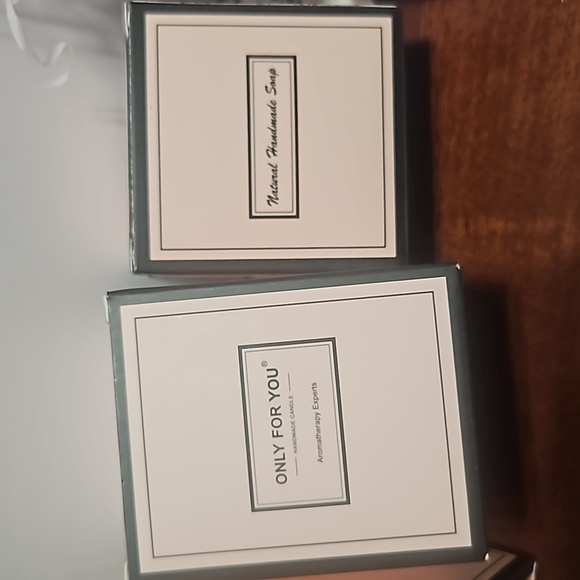 Natural Handmade Soap
ONLY FOR YOU®
HANDMADE CANDLE
Aromatherapy Experts